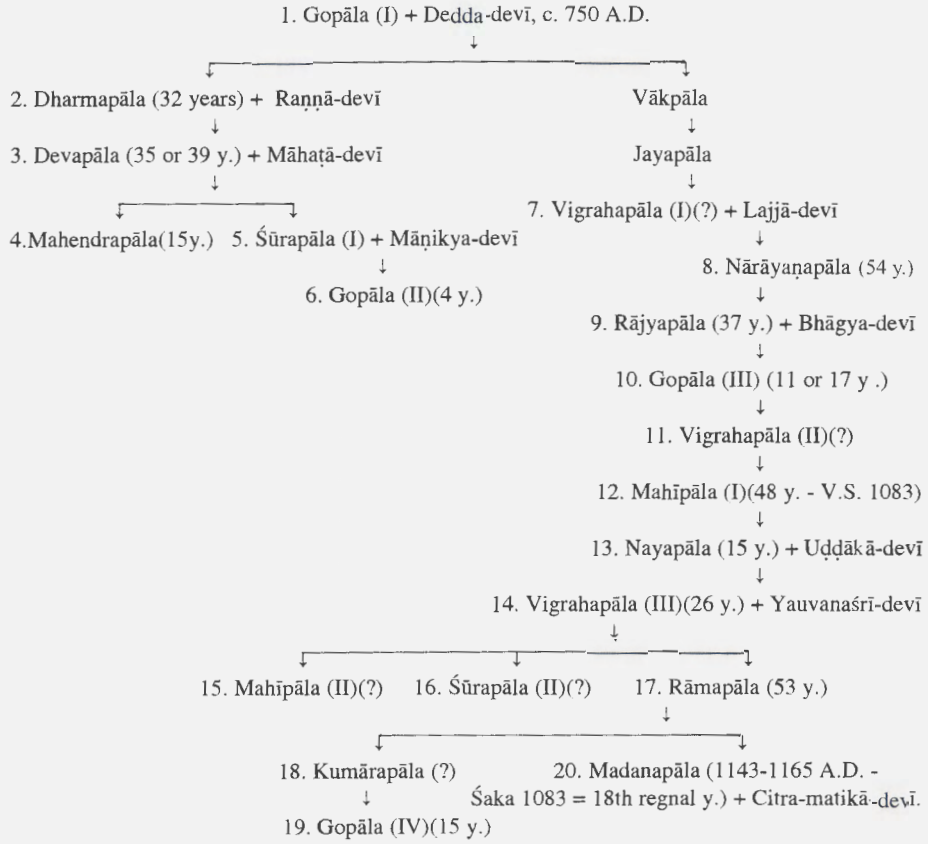 1. Gopāla (I) + Dedda-devī, c. 750 A.D.
2. Dharmapāla (32 years) + Raṇṇā-devī Vākpāla
3. Devapāla (35 or 39 y.) + Māhaṭā-devī Jayapāla
7. Vigrahapāla (I)(?) + Lajjā-devī
4.Mahendrapāla(15y.) 5. Śūrapāla (I) + Māṇikya-devī
8. Nārāyaṇapāla (54 y.)
6. Gopāla (II)(4 y.)
9. Rājyapāla (37 y.) + Bhāgya-devī
10. Gopāla (III) (11 or 17 y .)
11. Vigrahapāla (II)(?)
12. Mahīpāla (I)(48 y. - V.S. 1083)
13. Nayapāla (15 y.) + Uḍḍākā-devī
14. Vigrahapāla (III)(26 y.) + Yauvanaśrī-devī
15. Mahīpāla (II)(?) 16. Śūrapāla (II)(?) 17. Rāmapāla (53 y.)
18. Kumārapāla (?) 20. Madanapāla (1143-1165 A.D. -
Śaka 1083 = 18th regnal y.) + Citra-matikā-devī.
19. Gopāla (IV)(15 y.)